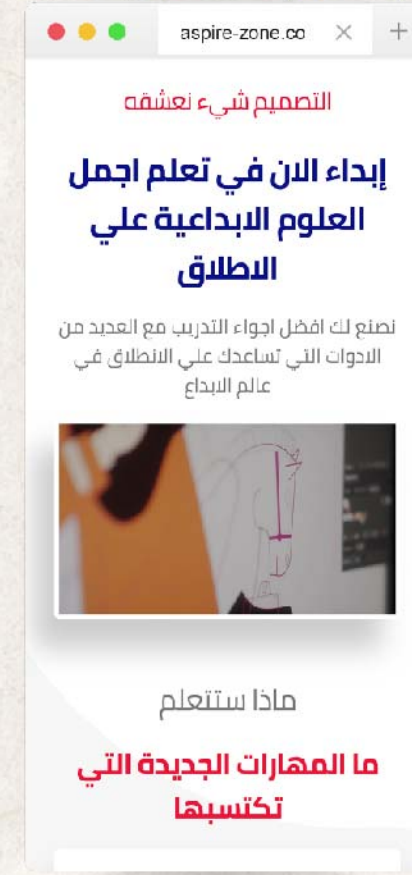 aspire-zone.co
التصميم شيء نعشقه
إبداء الان في تعلم اجمل
العلوم الابداعية علي
الاطلاق
نصنع لك افضل اجواء التدريب مع العديد من
الادوات التي تساعدك علي الانطلاق في
عالم الابداع
ماذا ستتعلم
ما المهارات الجديدة التي
تكتسبها